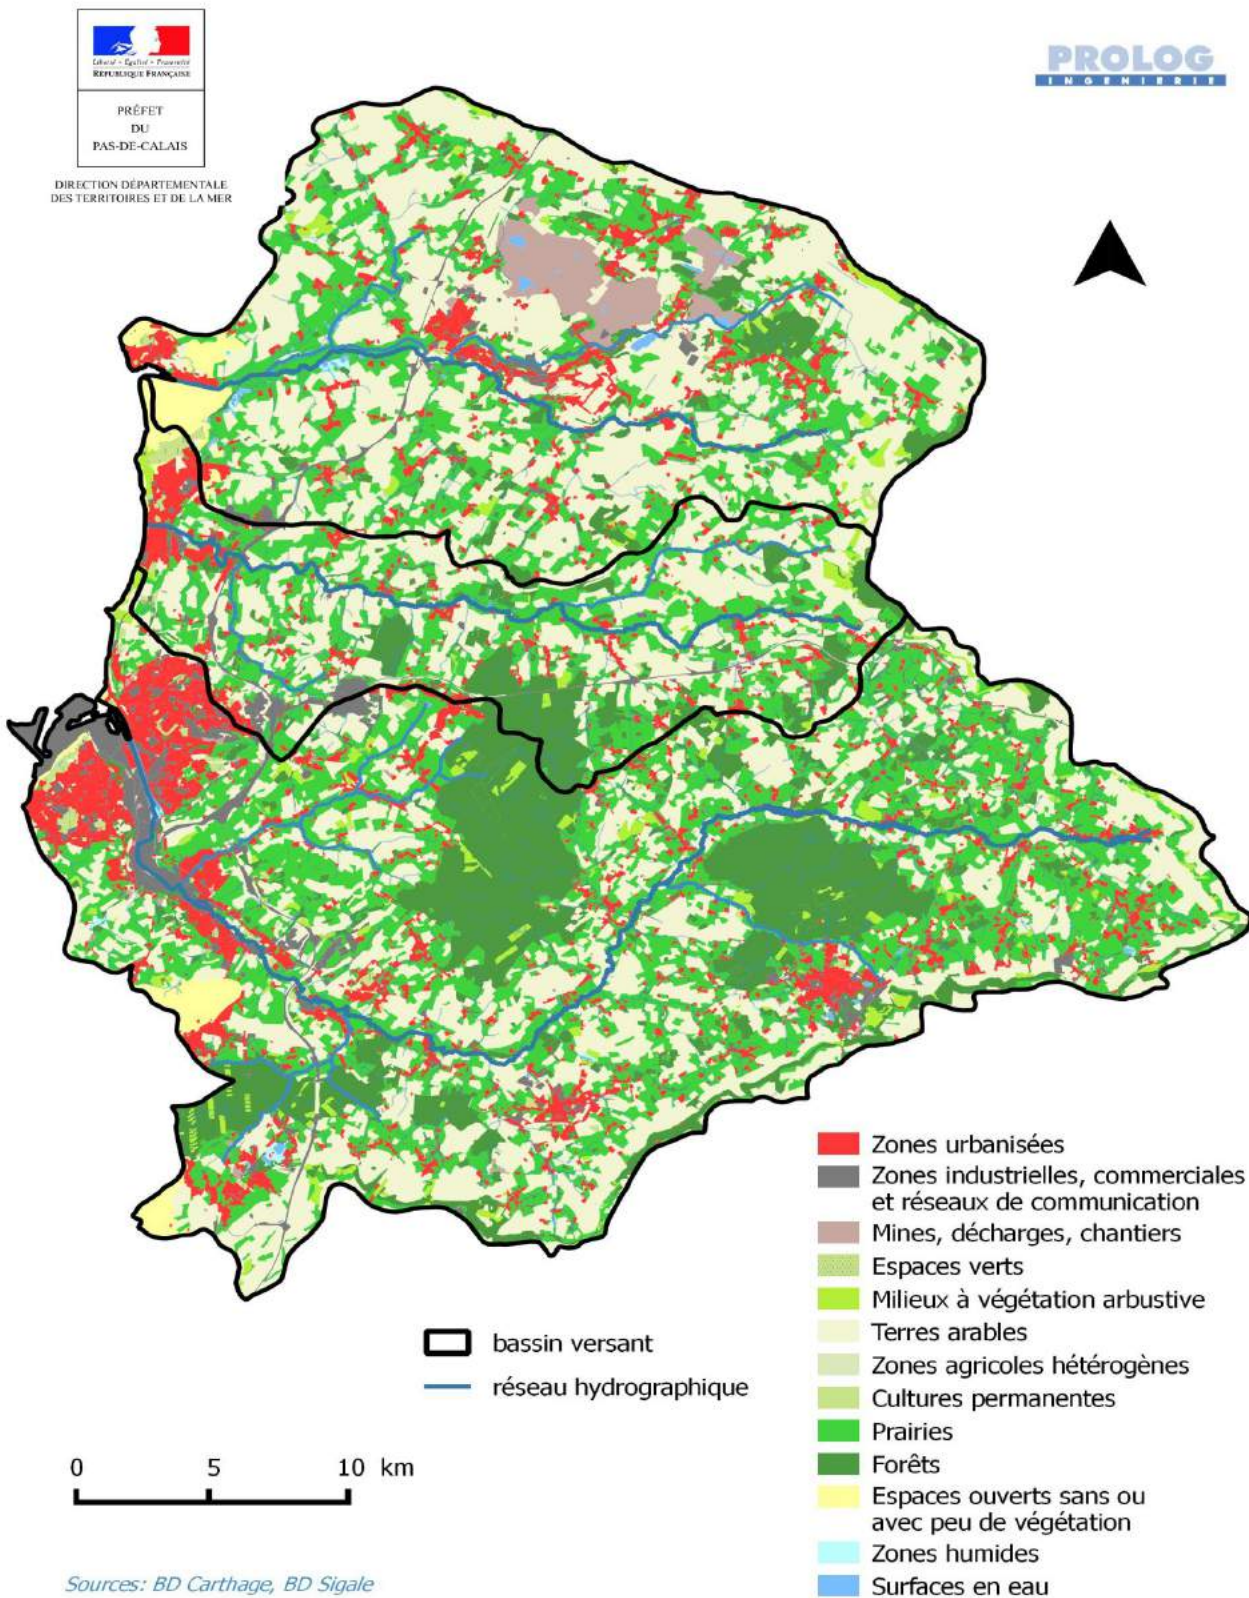 Liberté • Égalité • Fraternité
RÉPUBLIQUE FRANÇAISE
PRÉFET
DU
PAS-DE-CALAIS
DIRECTION DÉPARTEMENTALE
DES TERRITOIRES ET DE LA MER
PROLOG
INGENIERIE
Zones urbanisées
Zones industrielles, commerciales
et réseaux de communication
Mines, décharges, chantiers
Espaces verts
Milieux à végétation arbustive
Terres arables
Zones agricoles hétérogènes
Cultures permanentes
Prairies
Forêts
Espaces ouverts sans ou
avec peu de végétation
Zones humides
Surfaces en eau
bassin versant
réseau hydrographique
0 5 10 km
Sources: BD Carthage, BD Sigale